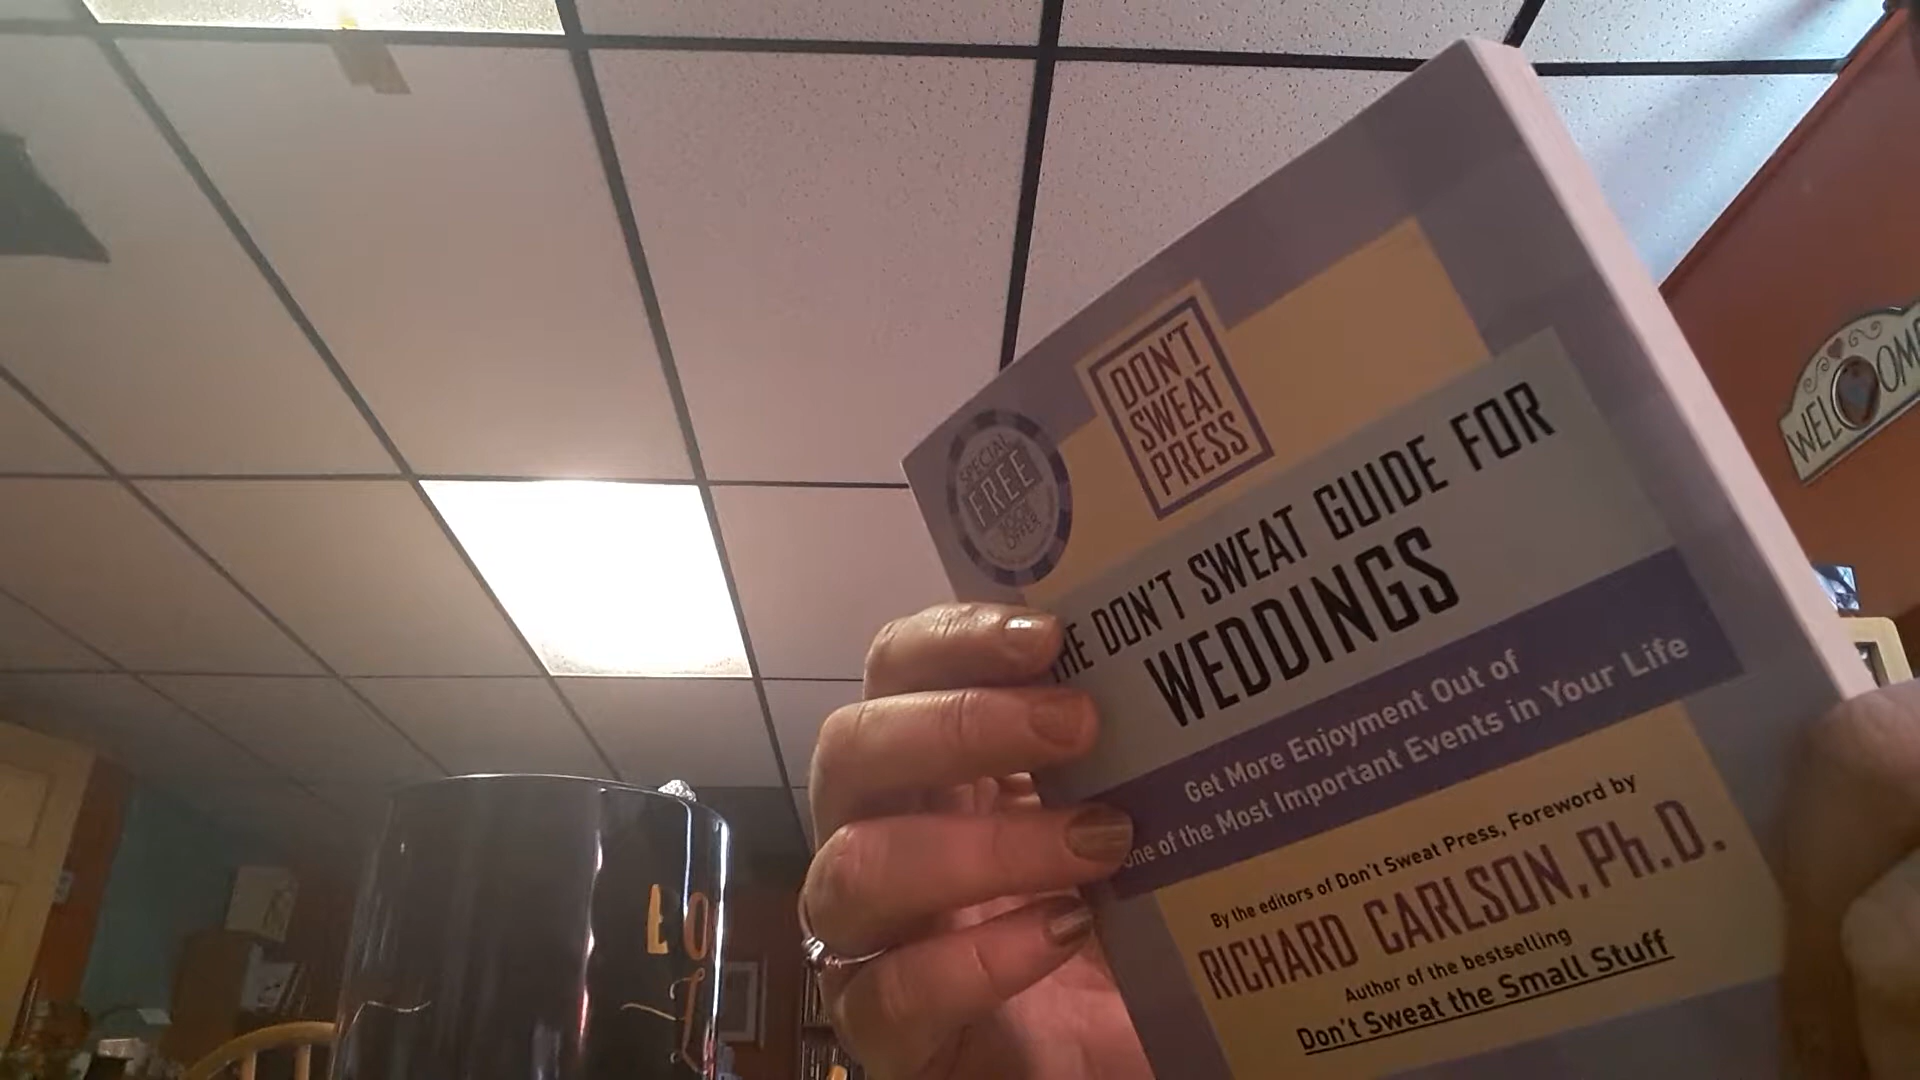 DON'T
SWEAT
PRESS
SPECIAL
FREE
OFFER
THE DON'T SWEAT GUIDE FOR
WEDDINGS
Get More Enjoyment Out of
One of the Most Important Events in Your Life
By the editors of Don't Sweat Press, Foreword by
RICHARD CARLSON, Ph.D.
Author of the bestselling
Don't Sweat the Small Stuff
WELCOME